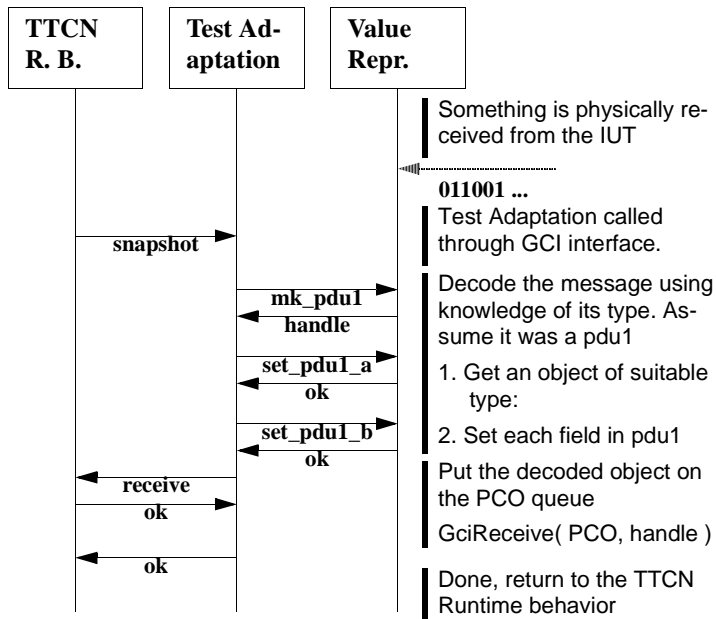 TTCN
R. B.
Test Ad-
aptation
Value
Repr.
Something is physically re-
ceived from the IUT
011001 ...
Test Adaptation called
through GCI interface.
snapshot
Decode the message using
knowledge of its type. As-
sume it was a pdu1
mk_pdu1
handle
set_pdu1_a
ok
1. Get an object of suitable
type:
set_pdu1_b
ok
2. Set each field in pdu1
Put the decoded object on
the PCO queue
receive
ok
GciReceive( PCO, handle )
ok
Done, return to the TTCN
Runtime behavior